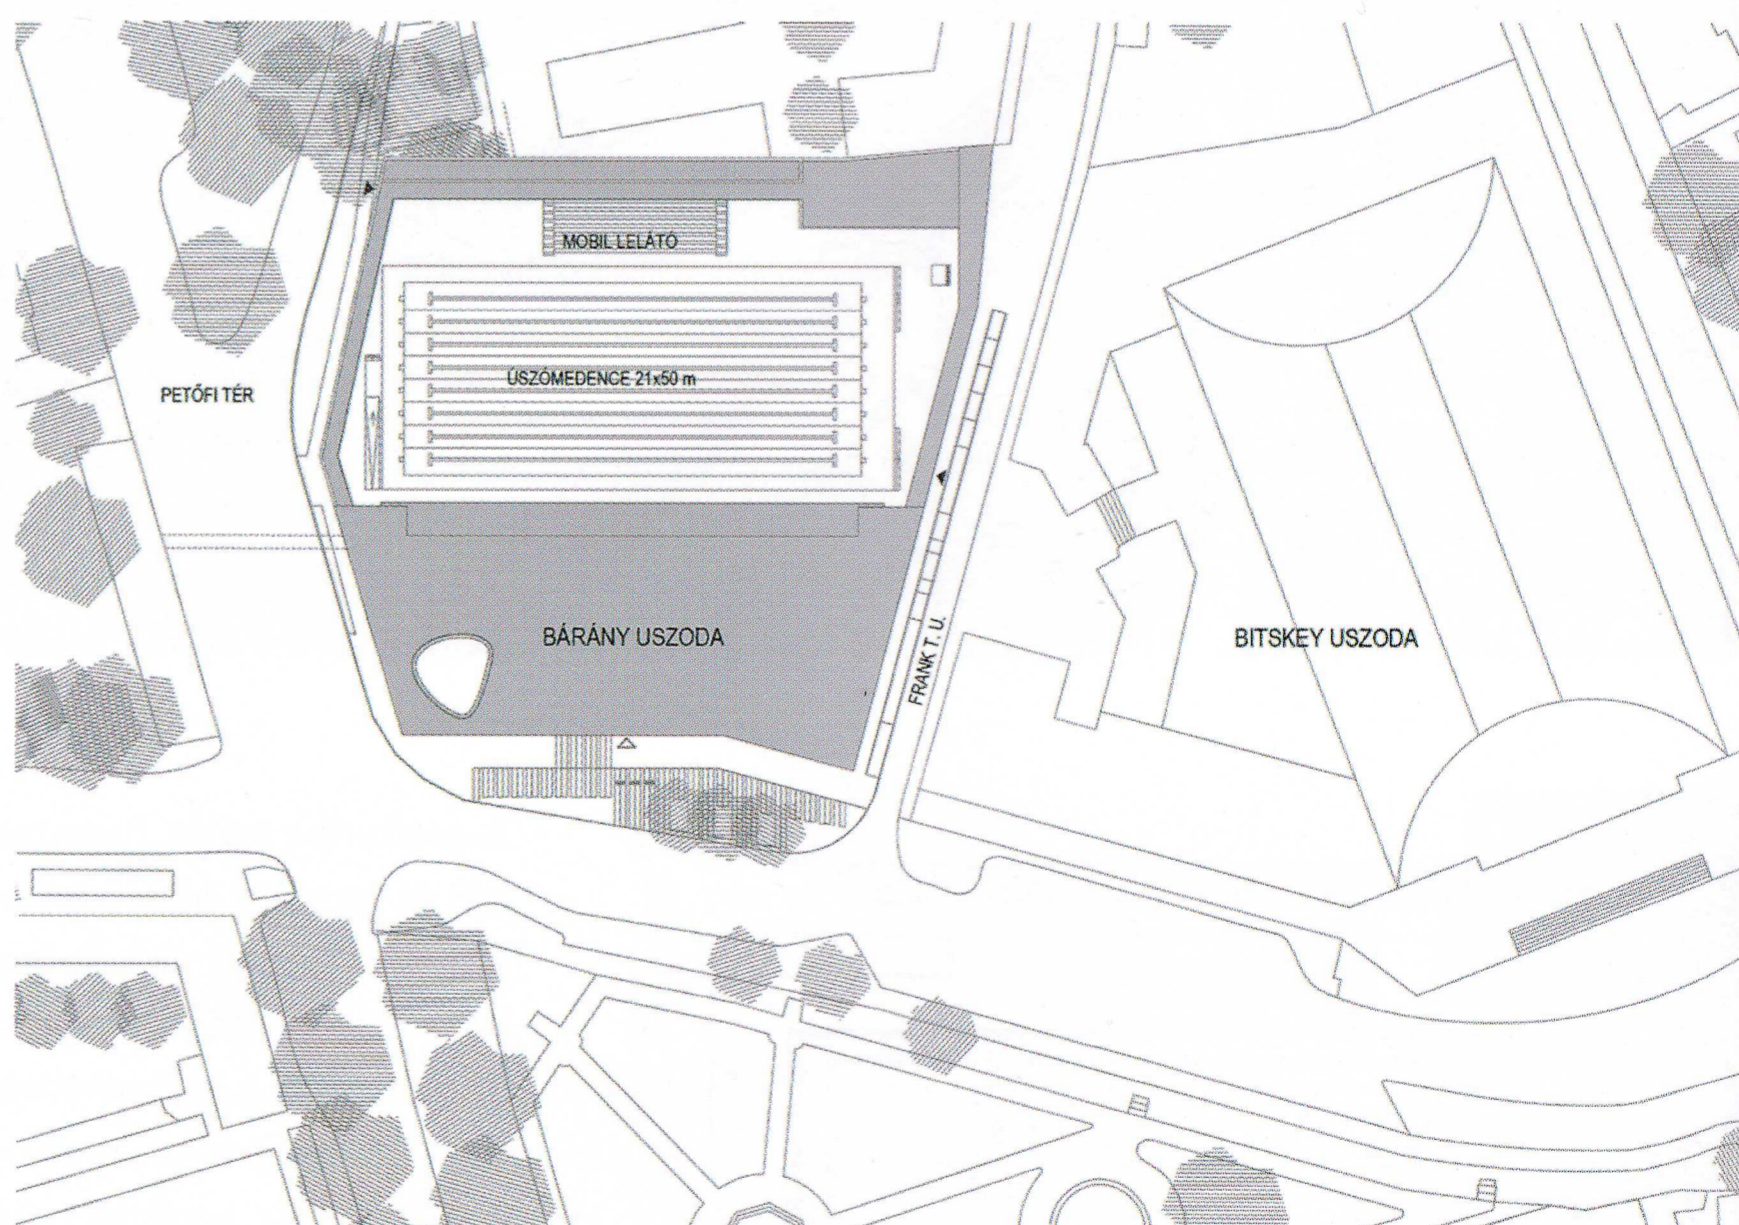 MOBIL LELÁTÓ
ÚSZÓMEDENCE 21x50 m
PETŐFI TÉR
BÁRÁNY USZODA
FRANK T. U.
BITSKEY USZODA